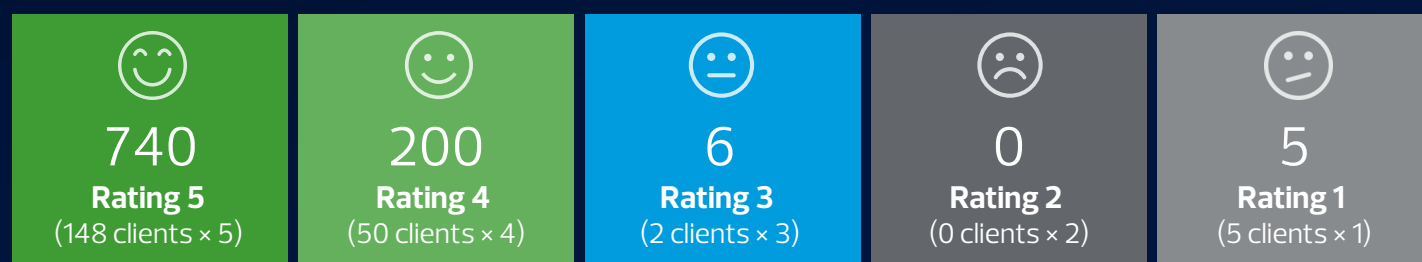 740
Rating 5
(148 clients × 5)
200
Rating 4
(50 clients × 4)
6
Rating 3
(2 clients × 3)
0
Rating 2
(0 clients × 2)
5
Rating 1
(5 clients × 1)